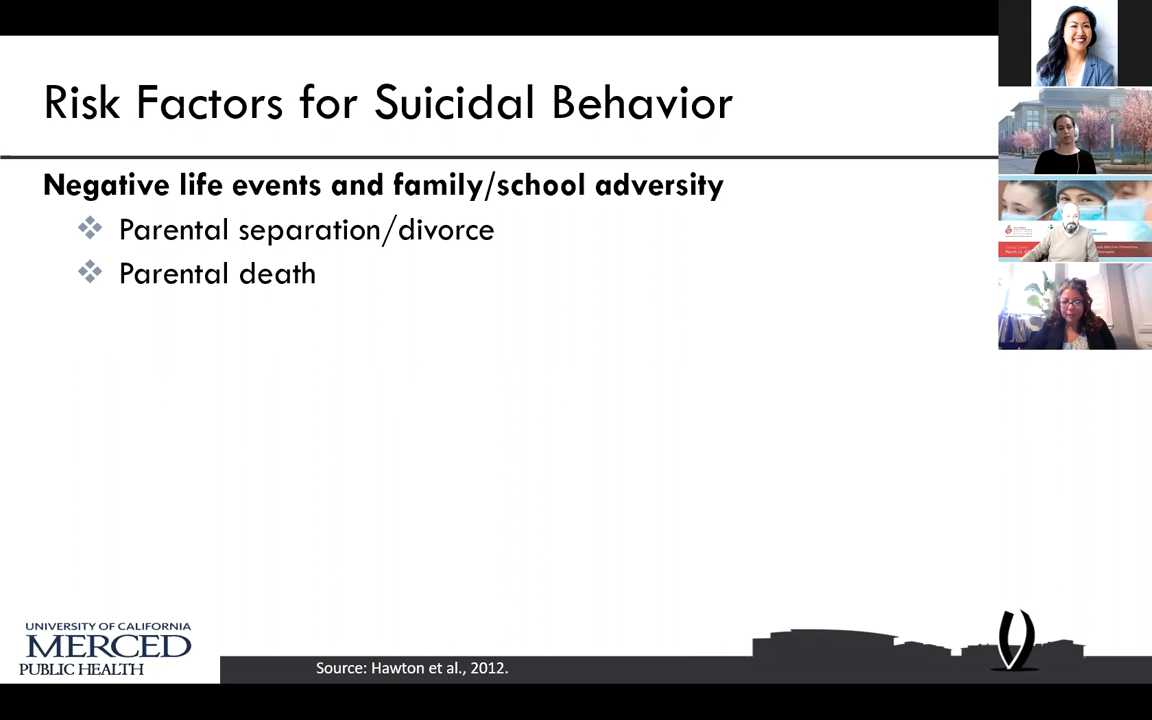 Risk Factors for Suicidal Behavior
Negative life events and family/school adversity
Parental separation/divorce
Parental death
UNIVERSITY OF CALIFORNIA
MERCED
PUBLIC HEALTH
Source: Hawton et al., 2012.